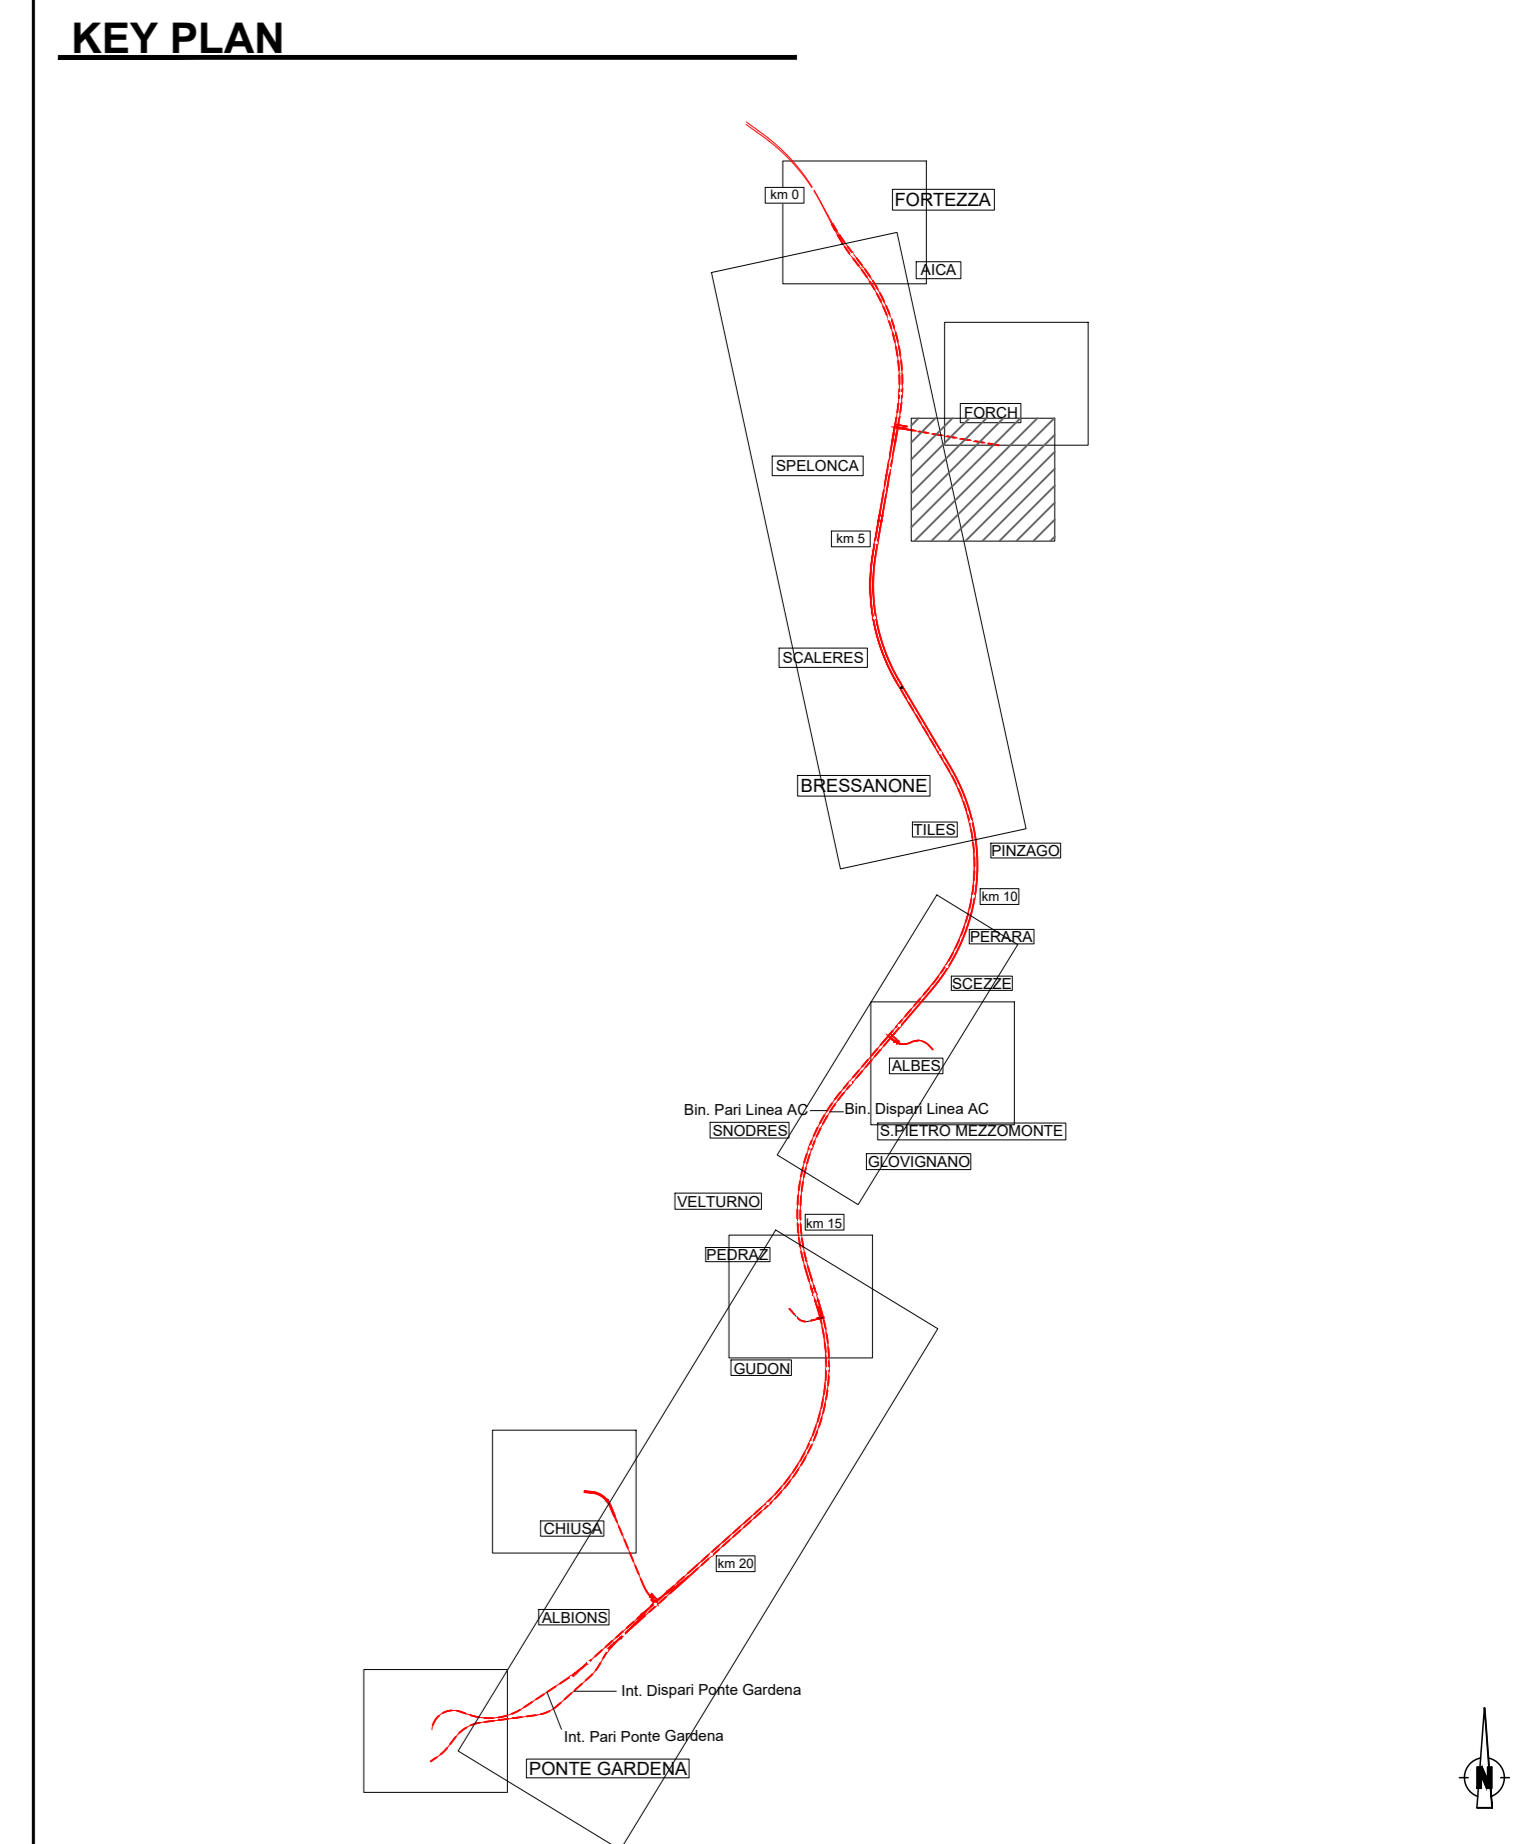 KEY PLAN
km 0
FORTEZZA
AICA
FORCH
SPELONCA
km 5
SCALERES
BRESSANONE
TILES
PINZAGO
km 10
PERARA
SCEZZE
ALBES
Bin. Pari Linea AC
Bin. Dispari Linea AC
SNODRES
S.PIETRO MEZZOMONTE
GLOVIGNANO
VELTURNO
km 15
PEDRAZ
GUDON
CHIUSA
km 20
ALBIONS
Int. Dispari Ponte Gardena
Int. Pari Ponte Gardena
PONTE GARDENA
N